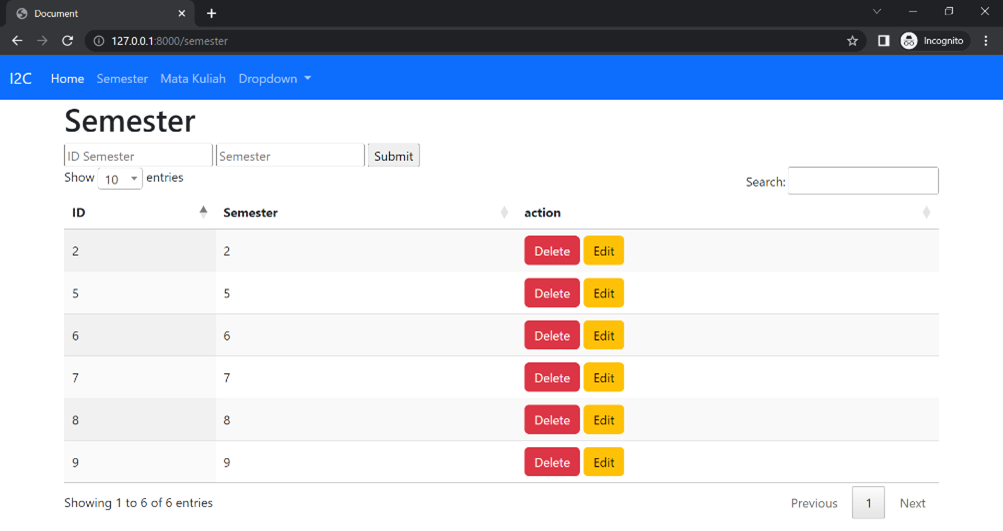 Document
127.0.0.1:8000/semester
Incognito
I2C Home Semester Mata Kuliah Dropdown
Semester
ID Semester Semester Submit
Show 10 entries Search:
ID Semester action
2 2 Delete Edit
5 5 Delete Edit
6 6 Delete Edit
7 7 Delete Edit
8 8 Delete Edit
9 9 Delete Edit
Showing 1 to 6 of 6 entries Previous 1 Next